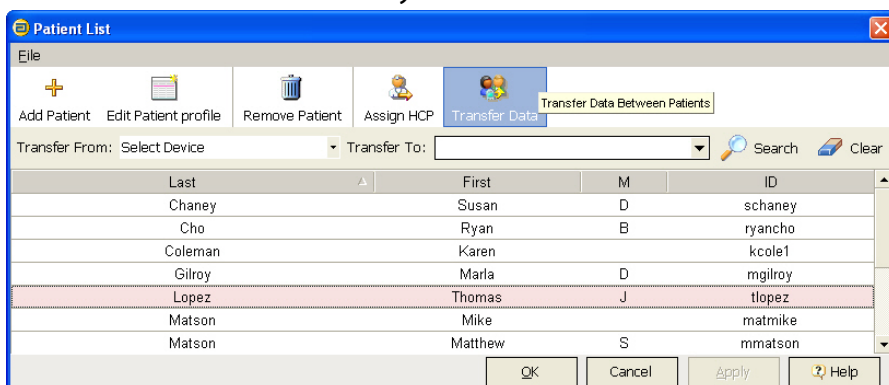 Patient List
File
Add Patient Edit Patient profile Remove Patient Assign HCP Transfer Data Transfer Data Between Patients
Transfer From: Select Device Transfer To: Search Clear
Last First M ID
Chaney Susan D schaney
Cho Ryan B ryancho
Coleman Karen kcole1
Gilroy Marla D mgilroy
Lopez Thomas J tlopez
Matson Mike matmike
Matson Matthew S mmatson
OK Cancel Apply Help